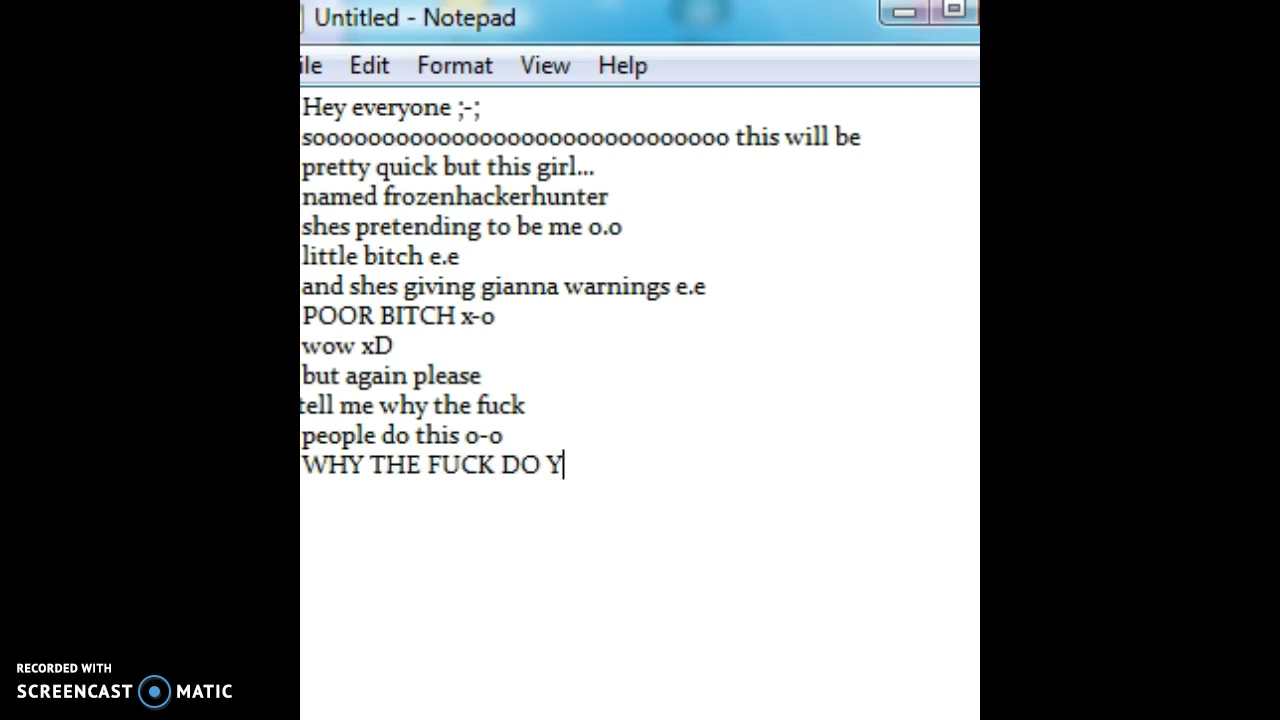 Untitled - Notepad
ile Edit Format View Help
Hey everyone ;-;
soooooooooooooooooooooooooooooo this will be
pretty quick but this girl...
named frozenhackerhunter
shes pretending to be me o.o
little bitch e.e
and shes giving gianna warnings e.e
POOR BITCH x-o
wow xD
but again please
tell me why the fuck
people do this o-o
WHY THE FUCK DO Y
RECORDED WITH
SCREENCAST MATIC